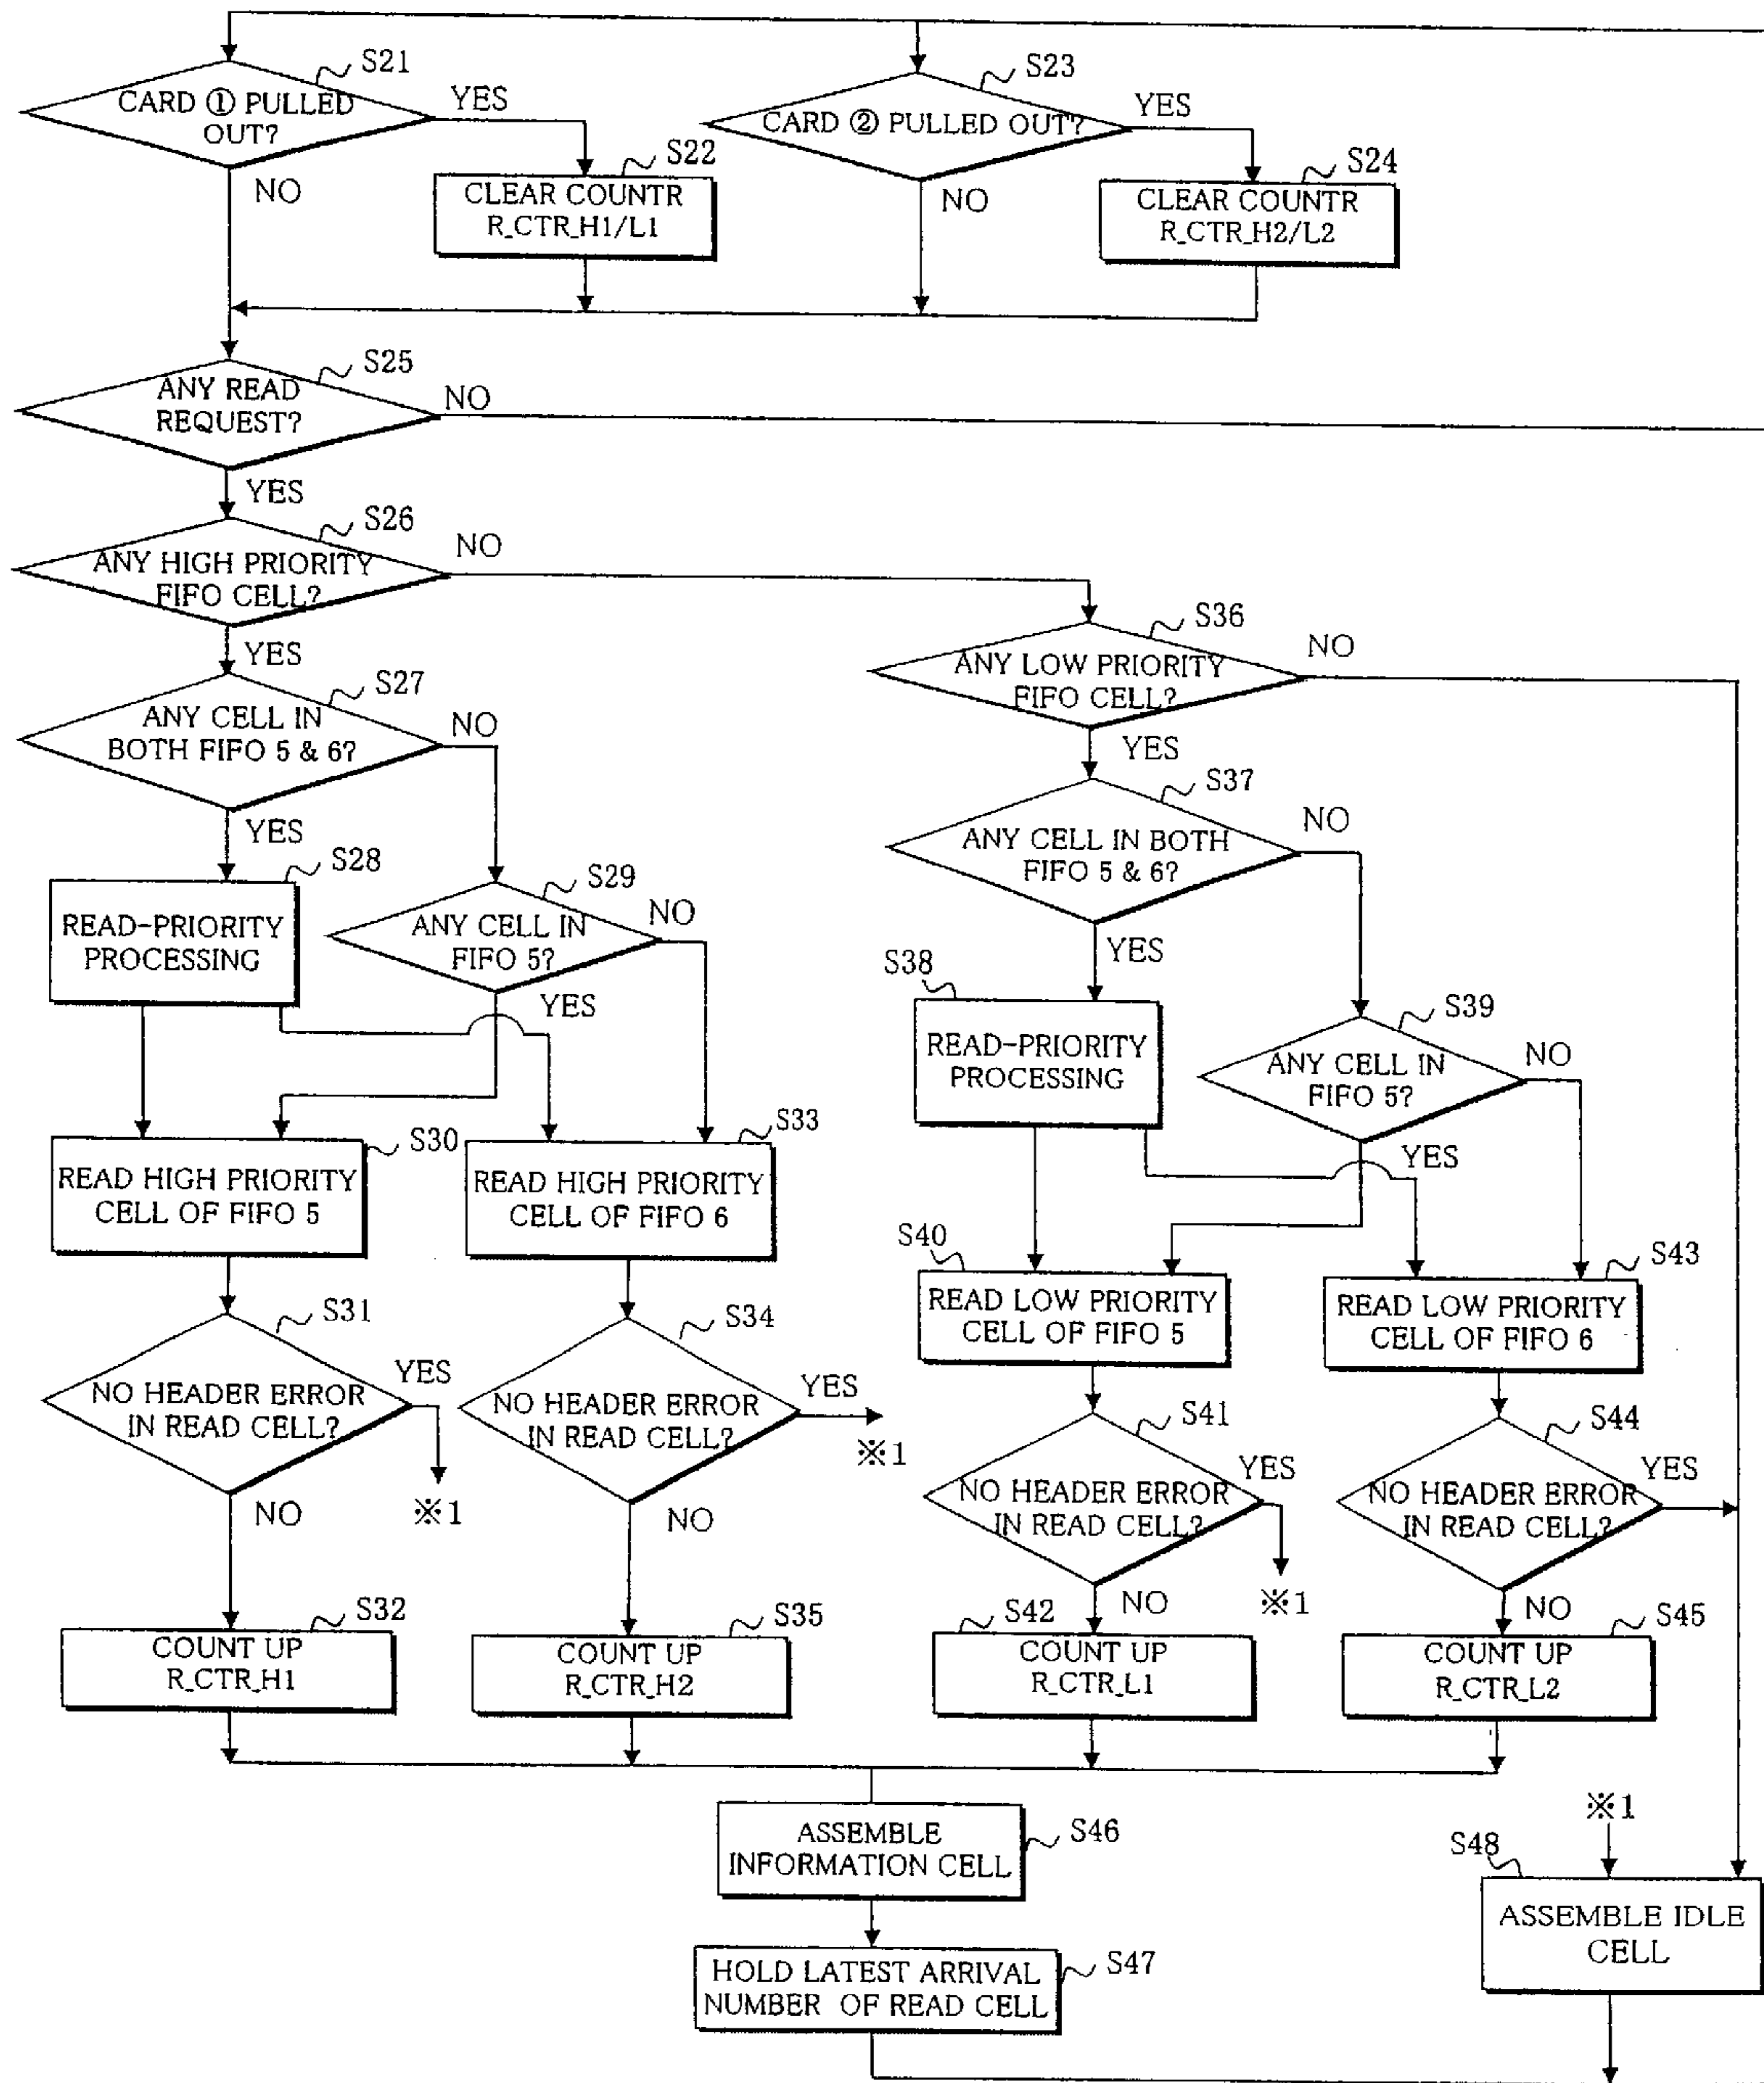 S21
CARD ① PULLED
OUT?
YES
NO
S22
CLEAR COUNTR
R_CTR_H1/L1
S23
CARD ② PULLED OUT?
YES
NO
S24
CLEAR COUNTR
R_CTR_H2/L2
S25
ANY READ
REQUEST?
NO
YES
S26
ANY HIGH PRIORITY
FIFO CELL?
NO
YES
S27
ANY CELL IN
BOTH FIFO 5 & 6?
NO
YES
S28
READ-PRIORITY
PROCESSING
S29
ANY CELL IN
FIFO 5?
NO
YES
S30
READ HIGH PRIORITY
CELL OF FIFO 5
S33
READ HIGH PRIORITY
CELL OF FIFO 6
S31
NO HEADER ERROR
IN READ CELL?
YES
※1
NO
S34
NO HEADER ERROR
IN READ CELL?
YES
※1
NO
S32
COUNT UP
R_CTR_H1
S35
COUNT UP
R_CTR_H2
S36
ANY LOW PRIORITY
FIFO CELL?
NO
YES
S37
ANY CELL IN BOTH
FIFO 5 & 6?
NO
YES
S38
READ-PRIORITY
PROCESSING
S39
ANY CELL IN
FIFO 5?
NO
YES
S40
READ LOW PRIORITY
CELL OF FIFO 5
S43
READ LOW PRIORITY
CELL OF FIFO 6
S41
NO HEADER ERROR
IN READ CELL?
YES
※1
NO
S44
NO HEADER ERROR
IN READ CELL?
YES
NO
S42
COUNT UP
R_CTR_L1
S45
COUNT UP
R_CTR_L2
S46
ASSEMBLE
INFORMATION CELL
S47
HOLD LATEST ARRIVAL
NUMBER OF READ CELL
※1
S48
ASSEMBLE IDLE
CELL